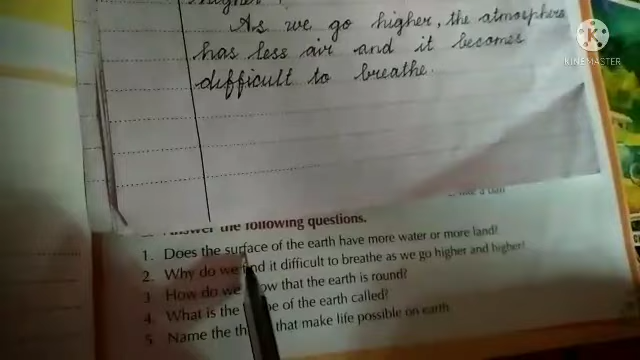 higher?
As we go higher, the atmosphere
has less air and it becomes
difficult to breathe.
KINEMASTER
like a ball
Answer the following questions.
1. Does the surface of the earth have more water or more land?
2. Why do we find it difficult to breathe as we go higher and higher?
3 How do we know that the earth is round?
4. What is the of the earth called?
5. Name the that make life possible on earth